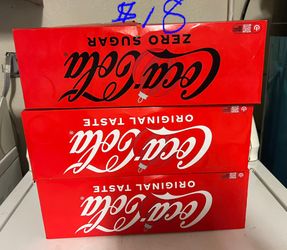 $18
ZERO SUGAR
Coca-Cola
ORIGINAL TASTE
Coca-Cola®
ORIGINAL TASTE
Coca-Cola®